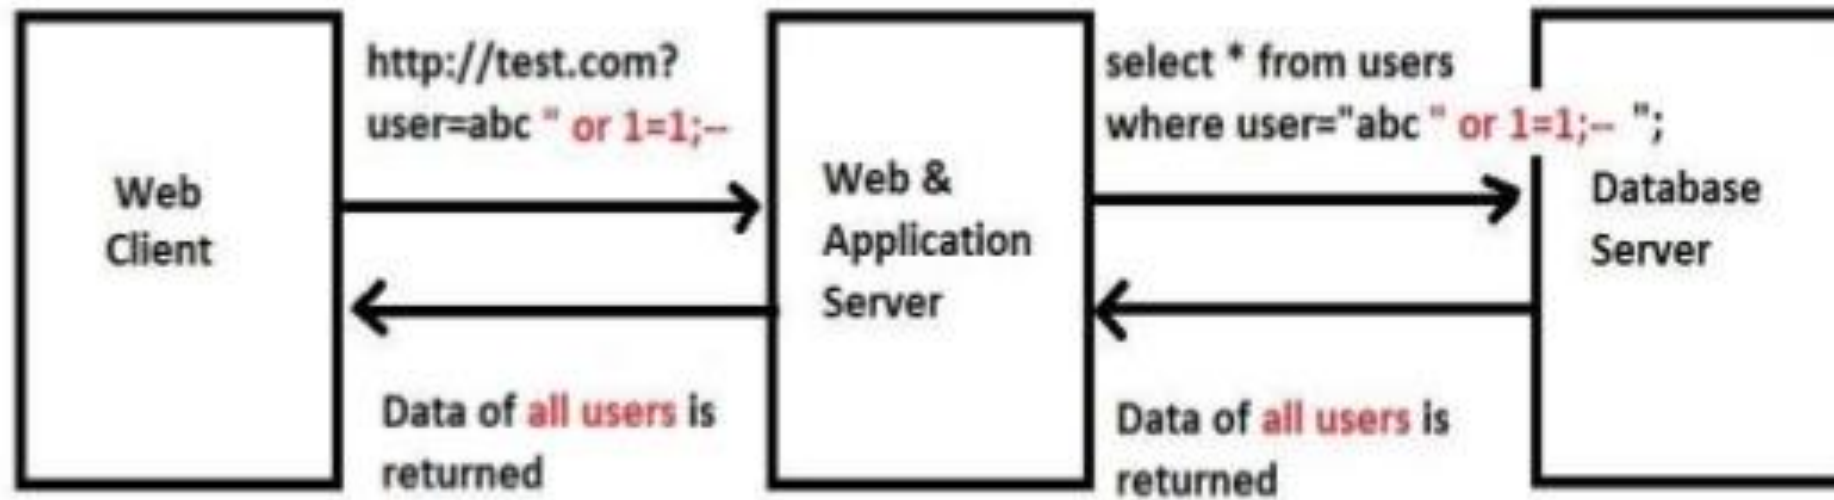 Web
Client
http://test.com?
user=abc " or 1=1;--
Web &
Application
Server
select * from users
where user="abc " or 1=1;-- ";
Database
Server
Data of all users is
returned
Data of all users is
returned